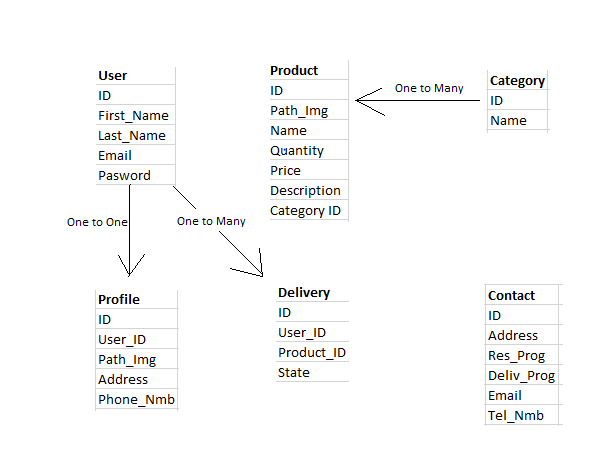 User
ID
First_Name
Last_Name
Email
Pasword
Product
ID
Path_Img
Name
Quantity
Price
Description
Category ID
One to Many
Category
ID
Name
One to One
One to Many
Profile
ID
User_ID
Path_Img
Address
Phone_Nmb
Delivery
ID
User_ID
Product_ID
State
Contact
ID
Address
Res_Prog
Deliv_Prog
Email
Tel_Nmb